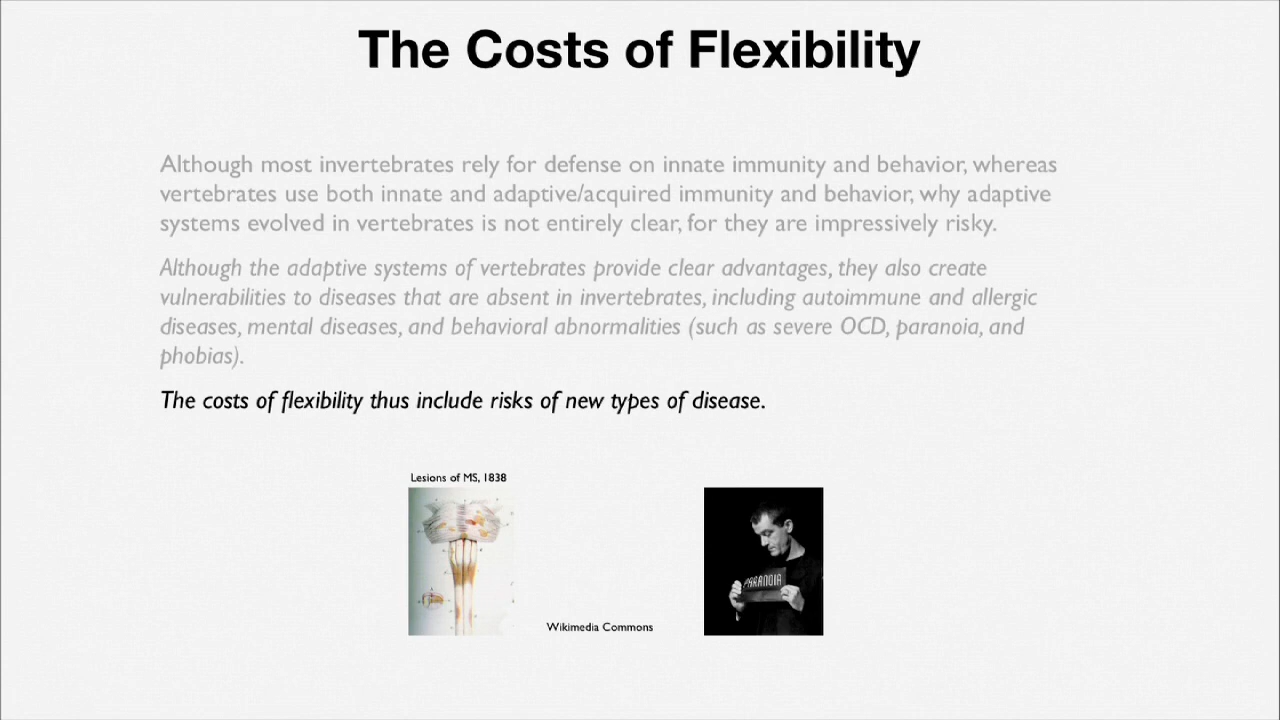 The Costs of Flexibility
Although most invertebrates rely for defense on innate immunity and behavior, whereas
vertebrates use both innate and adaptive/acquired immunity and behavior, why adaptive
systems evolved in vertebrates is not entirely clear, for they are impressively risky.
Although the adaptive systems of vertebrates provide clear advantages, they also create
vulnerabilities to diseases that are absent in invertebrates, including autoimmune and allergic
diseases, mental diseases, and behavioral abnormalities (such as severe OCD, paranoia, and
phobias).
The costs of flexibility thus include risks of new types of disease.
Lesions of MS, 1838
PARANOIA
Wikimedia Commons